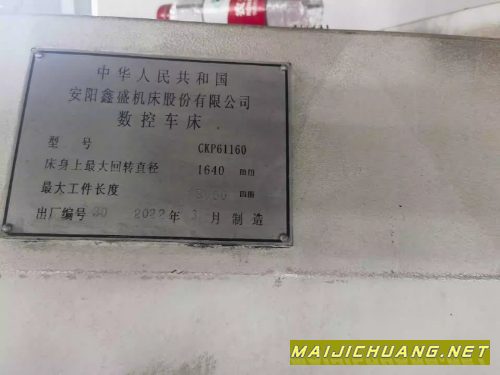 中华人民共和国
安阳鑫盛机床股份有限公司
数控车床
型 号 CKP61160
床身上最大回转直径 1640 mm
最大工件长度 mm
出厂编号 2022 年 月 制造
MAIJICHUANG.NET